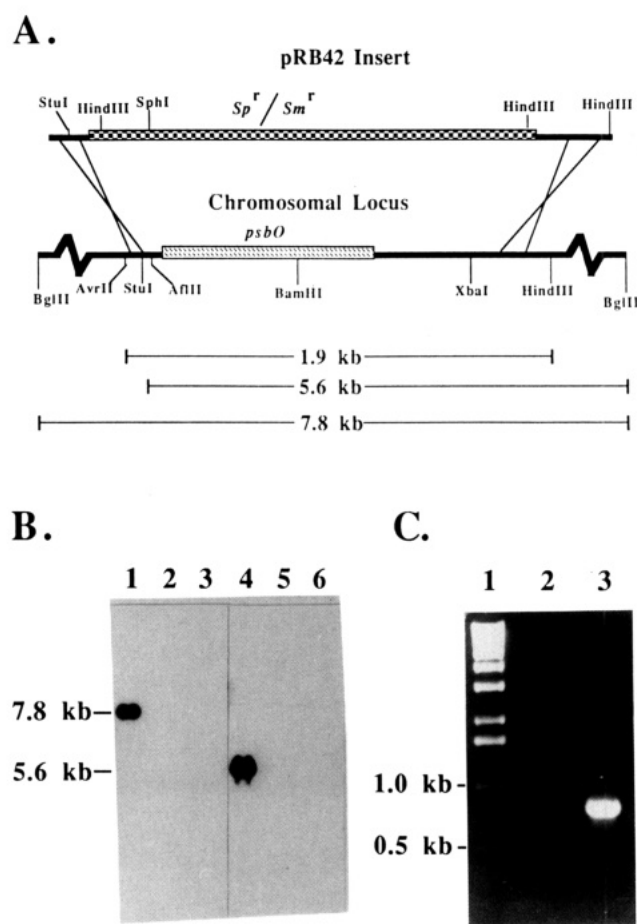 A.
pRB42 Insert
StuI HindIII SphI Sp r / Sm r HindIII HindIII
Chromosomal Locus
psbO
BglII AvrII StuI AflII BamIII XbaI HindIII BglII
1.9 kb
5.6 kb
7.8 kb
B.
1 2 3 4 5 6
7.8 kb
5.6 kb
C.
1 2 3
1.0 kb
0.5 kb